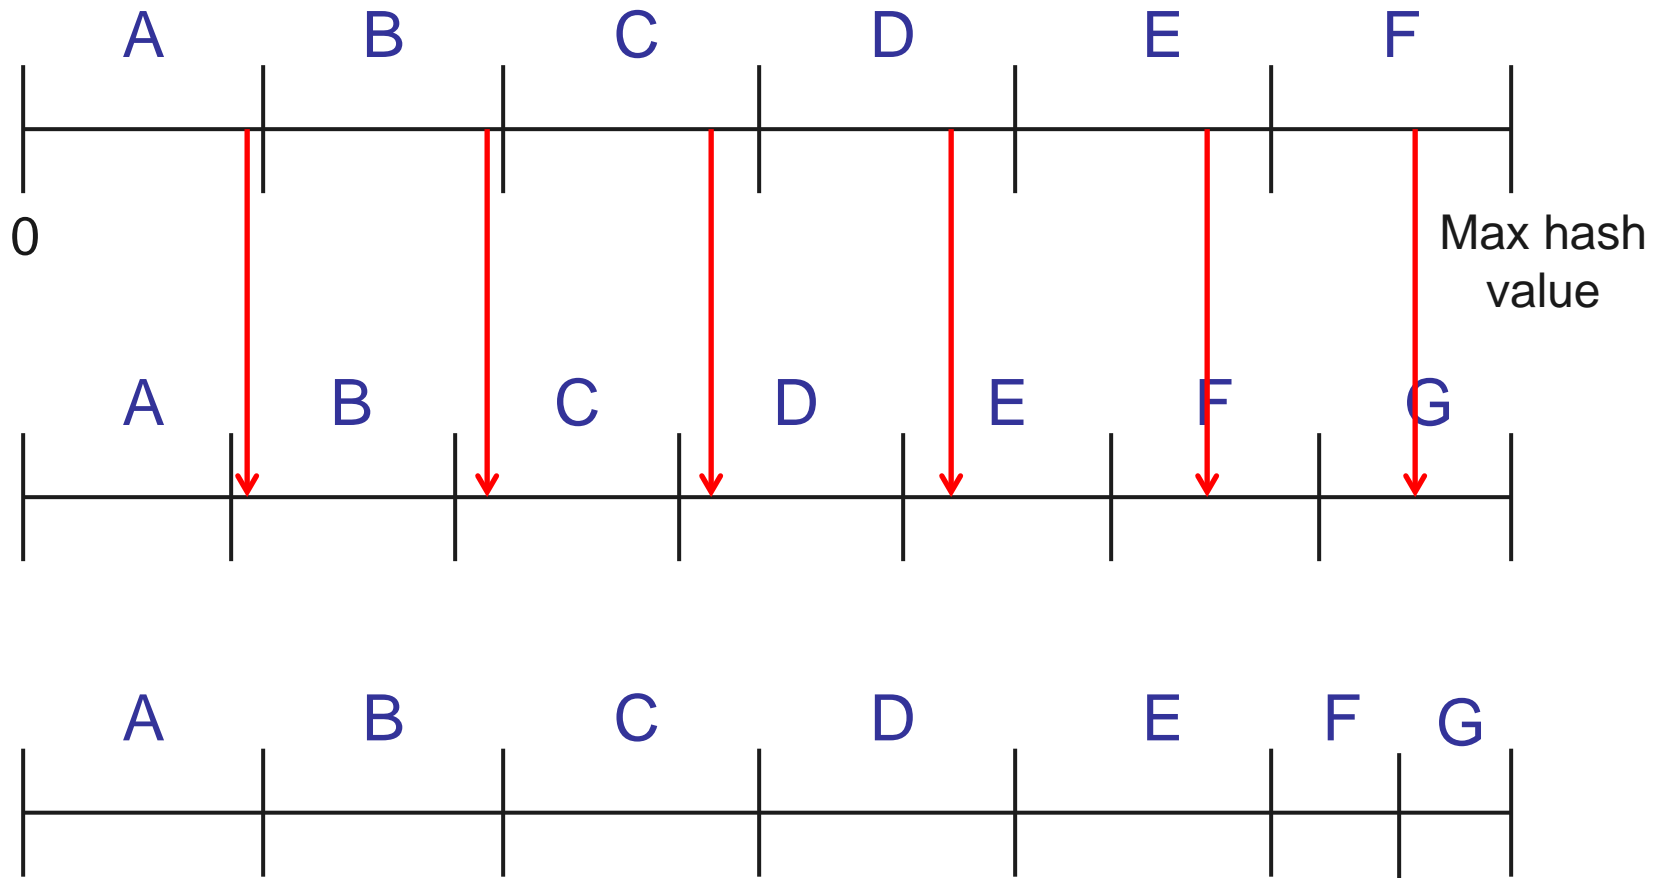 A B C D E F
0 Max hash
value
A B C D E F G
A B C D E F G